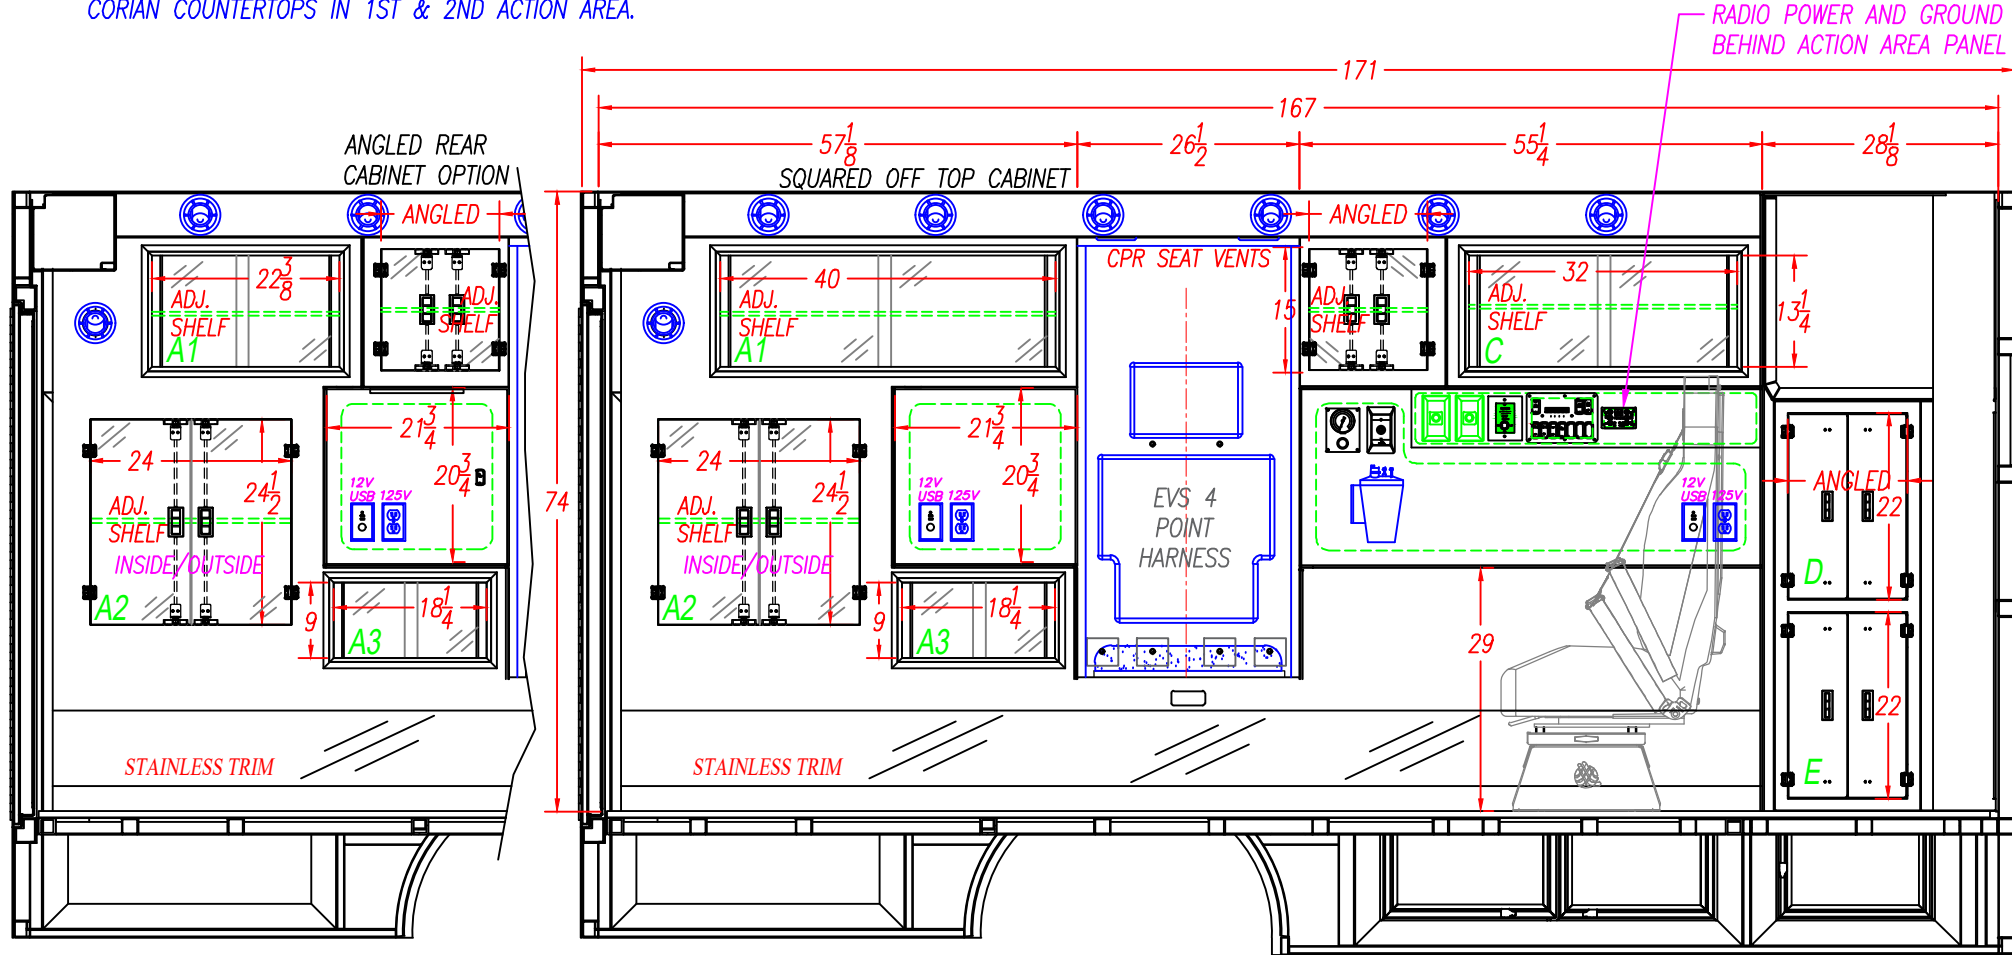 CORIAN COUNTERTOPS IN 1ST & 2ND ACTION AREA.
RADIO POWER AND GROUND
BEHIND ACTION AREA PANEL
171
167
57 1/8
26 1/2
55 1/4
28 1/8
ANGLED REAR
CABINET OPTION
SQUARED OFF TOP CABINET
ANGLED
22 3/8
ADJ.
SHELF
A1
ADJ.
SHELF
21 3/4
20 3/4
12V
USB 125V
24
24 1/2
ADJ.
SHELF
INSIDE/OUTSIDE
A2
9
18 1/4
A3
STAINLESS TRIM
74
40
ADJ.
SHELF
A1
21 3/4
20 3/4
12V
USB 125V
24
24 1/2
ADJ.
SHELF
INSIDE/OUTSIDE
A2
9
18 1/4
A3
STAINLESS TRIM
CPR SEAT VENTS
EVS 4
POINT
HARNESS
ANGLED
15
ADJ.
SHELF
32
ADJ.
SHELF
C
13 1/4
12V
USB 125V
29
ANGLED
22
D
22
E